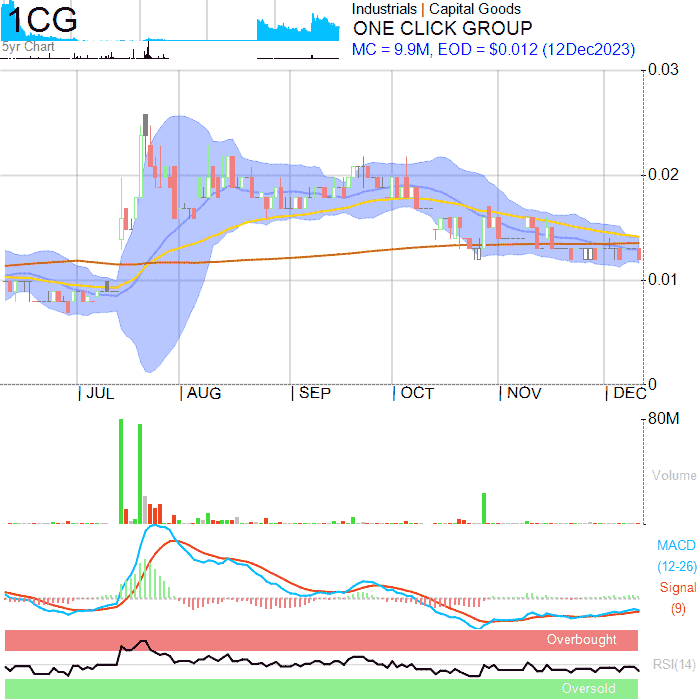 1CG
5yr Chart
Industrials | Capital Goods
ONE CLICK GROUP
MC = 9.9M, EOD = $0.012 (12Dec2023)
0.03
0.02
0.01
0
JUL AUG SEP OCT NOV DEC
80M
Volume
MACD
(12-26)
Signal
(9)
Overbought
RSI(14)
Oversold